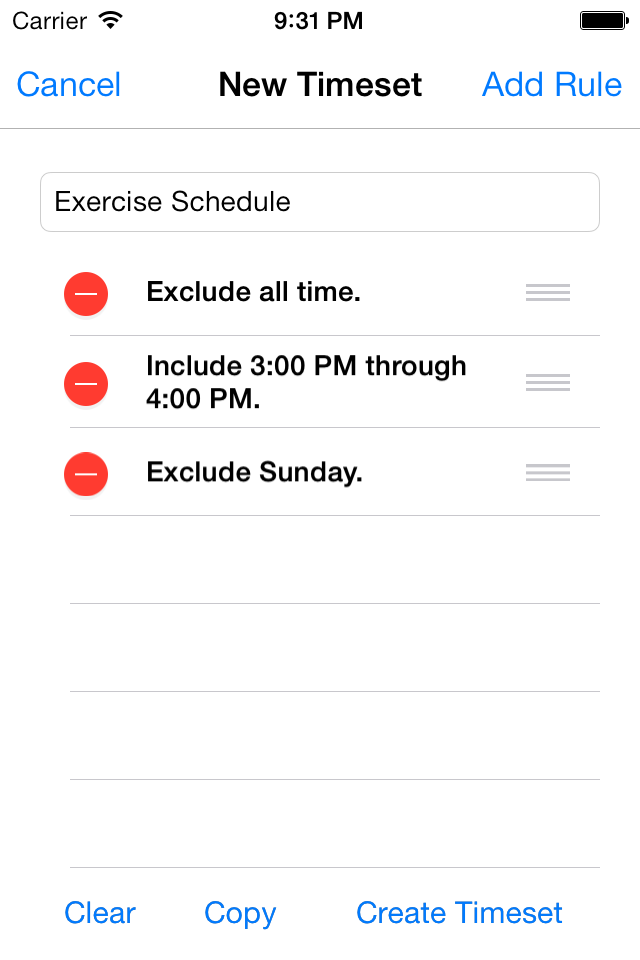 Carrier 9:31 PM
Cancel New Timeset Add Rule
Exercise Schedule
Exclude all time.
Include 3:00 PM through
4:00 PM.
Exclude Sunday.
Clear Copy Create Timeset